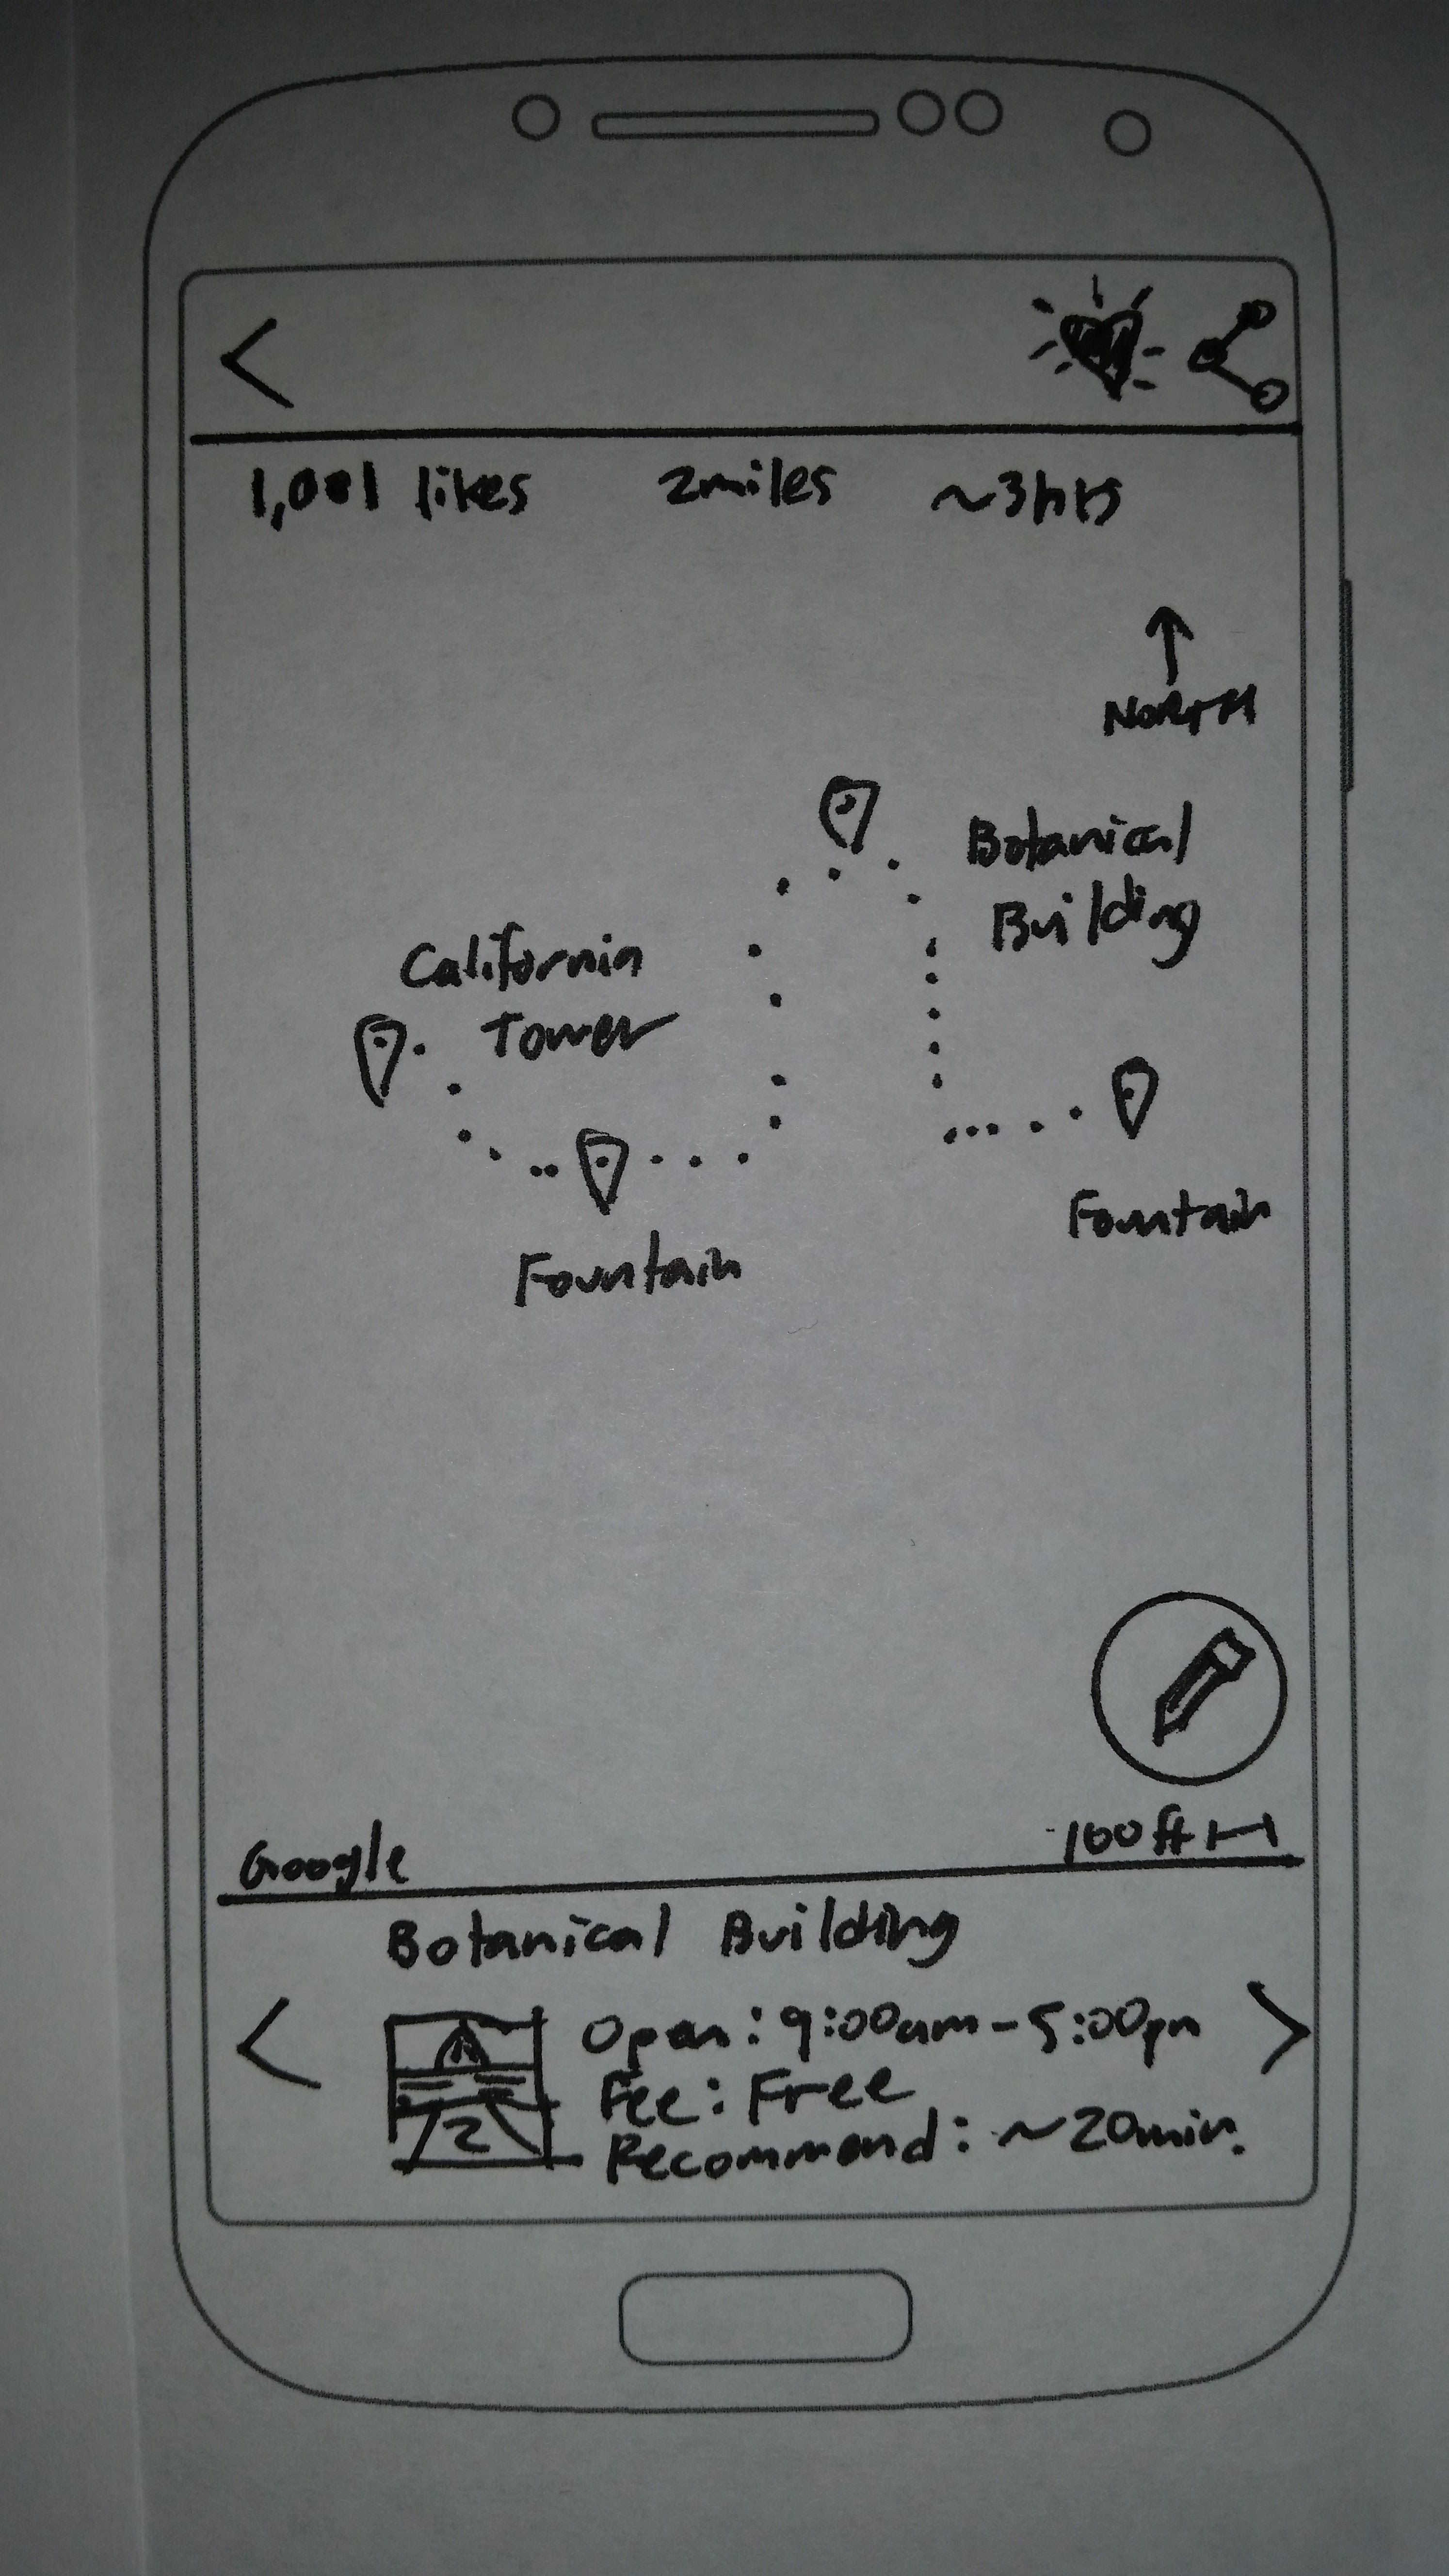 1,001 likes 2miles ~3hrs
NORTH
Botanical
Building
California
Tower
Fountain
Fountain
Google 100ft
Botanical Building
Open: 9:00am-5:00pm
Fee: Free
Recommend: ~20min.